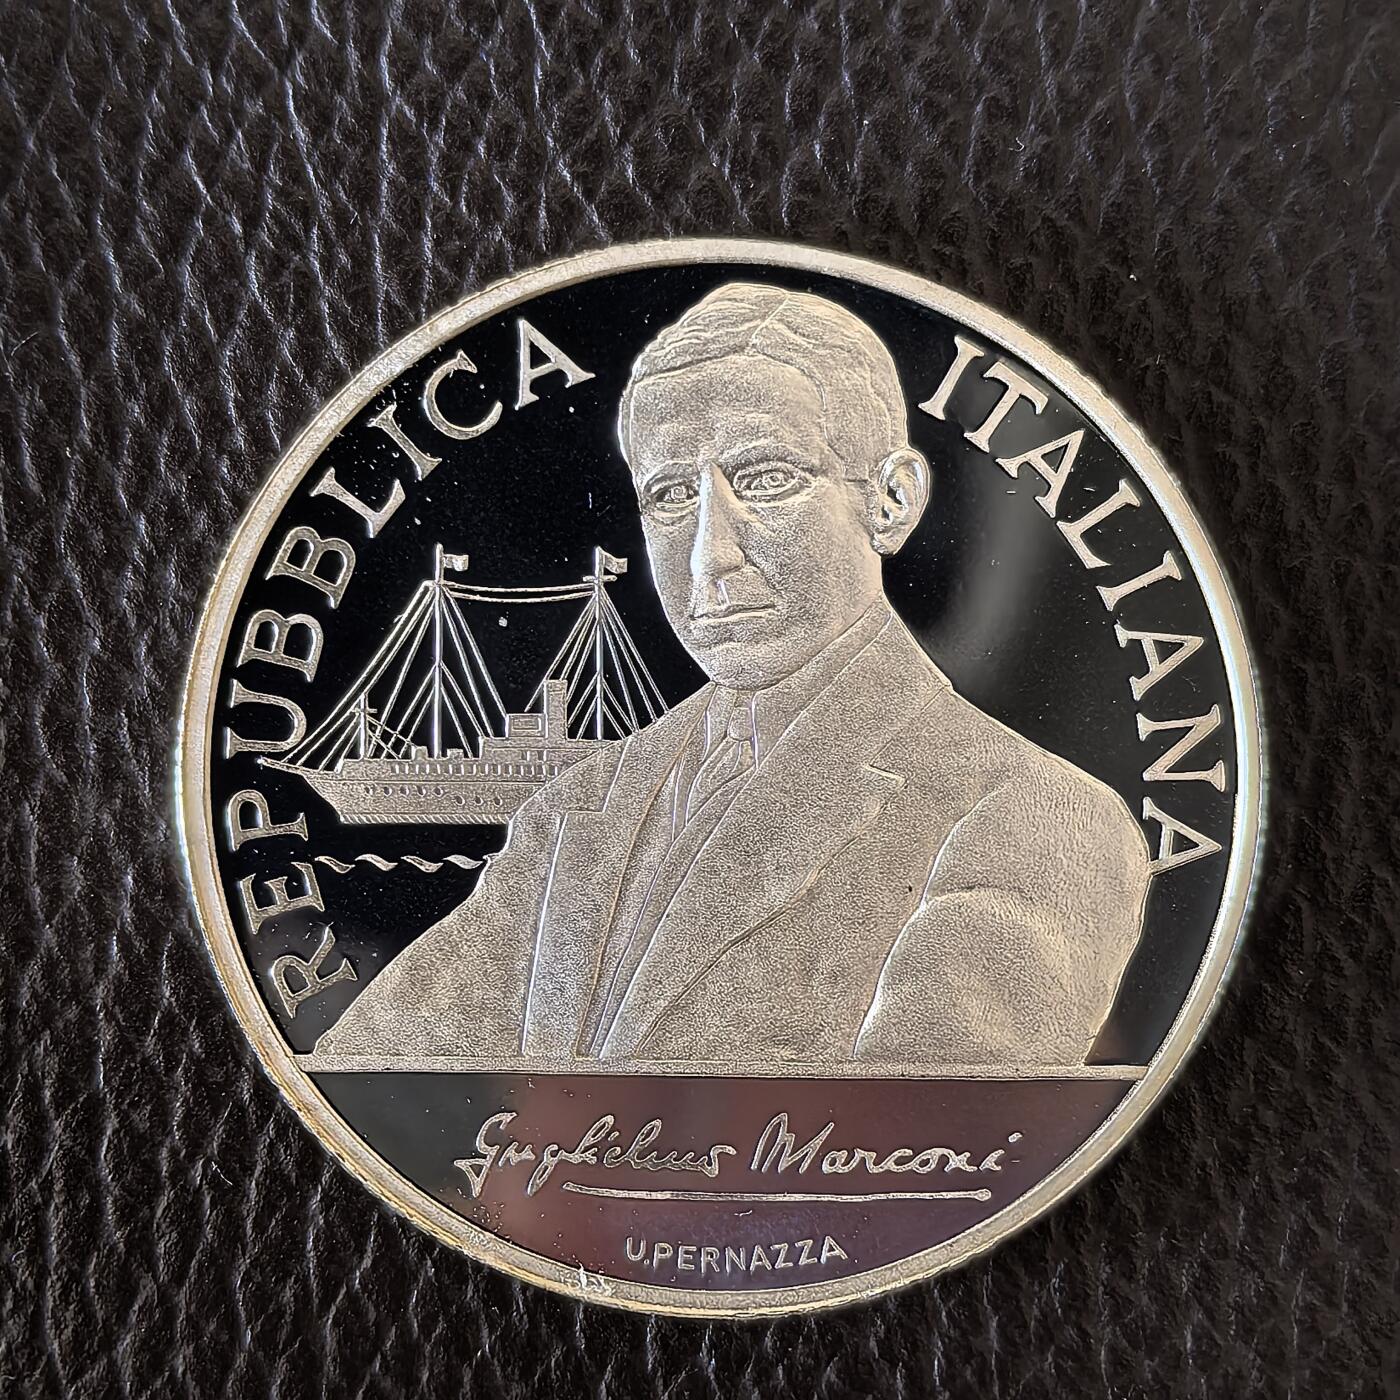 REPUBBLICA ITALIANA
Guglielmo Marconi
U.PERNAZZA